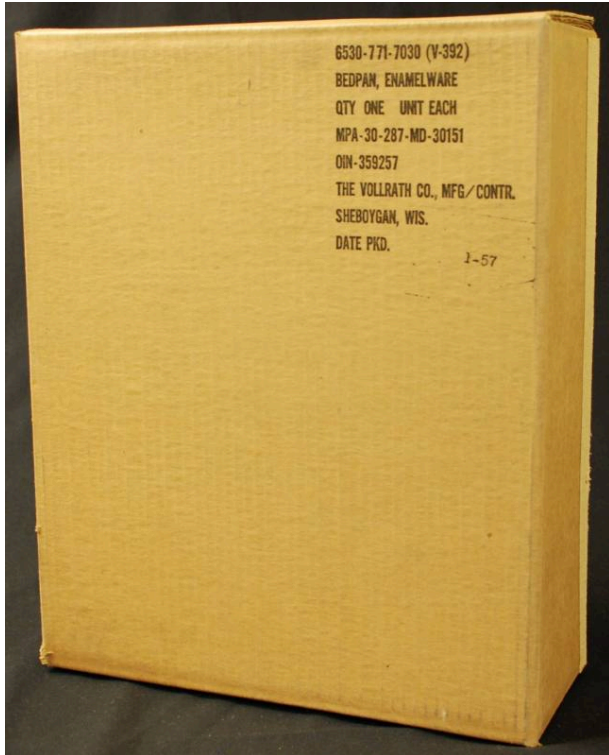 6530-771-7030 (V-392)
BEDPAN, ENAMELWARE
QTY ONE UNIT EACH
MPA-30-287-MD-30151
OIN-359257
THE VOLLRATH CO., MFG/CONTR.
SHEBOYGAN, WIS.
DATE PKD.
1-57